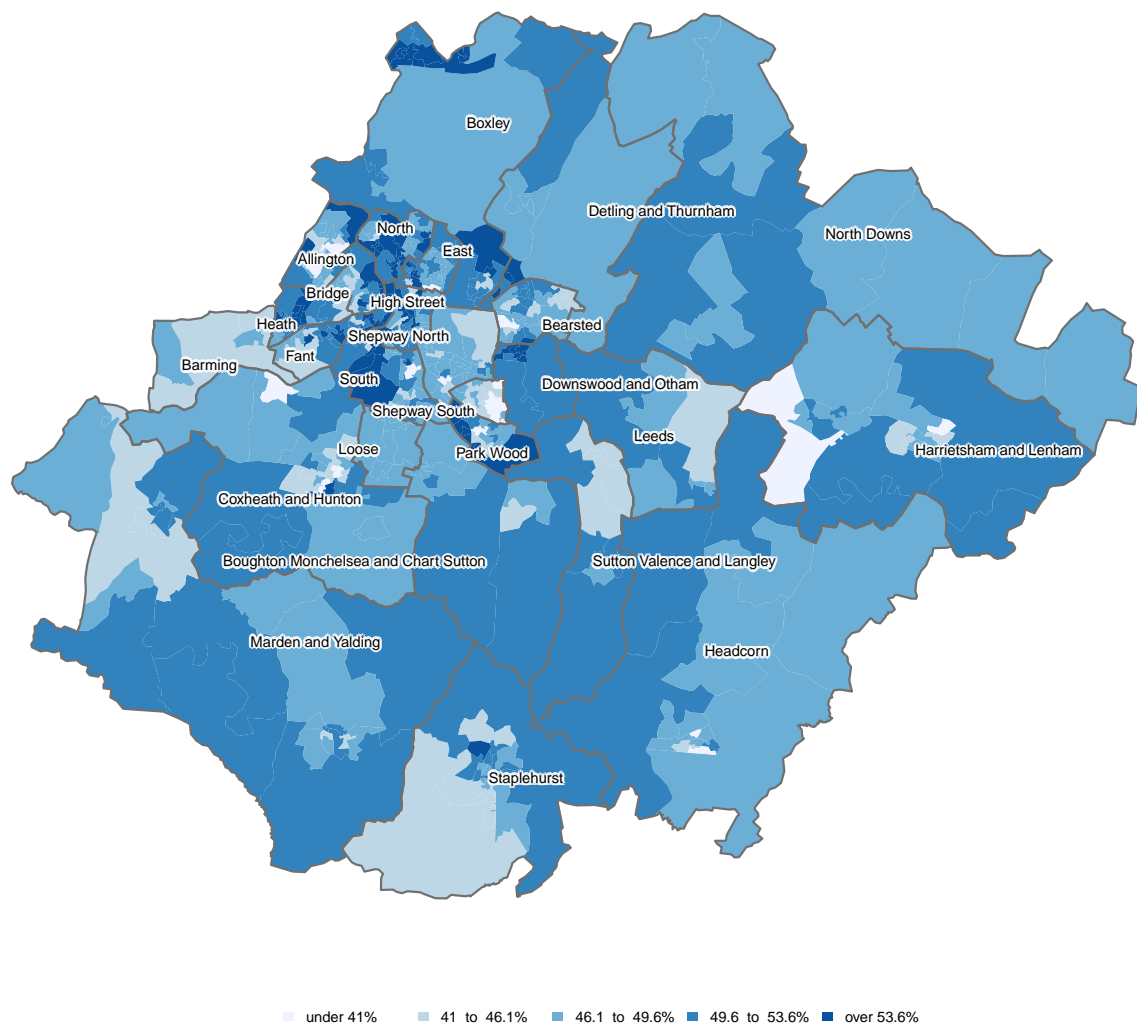 Boxley
Detling and Thurnham
North
North Downs
East
Allington
Bridge
High Street
Heath
Bearsted
Shepway North
Fant
Barming
South
Downswood and Otham
Shepway South
Leeds
Loose
Park Wood
Harrietsham and Lenham
Coxheath and Hunton
Boughton Monchelsea and Chart Sutton
Sutton Valence and Langley
Marden and Yalding
Headcorn
Staplehurst
under 41%
41 to 46.1%
46.1 to 49.6%
49.6 to 53.6%
over 53.6%